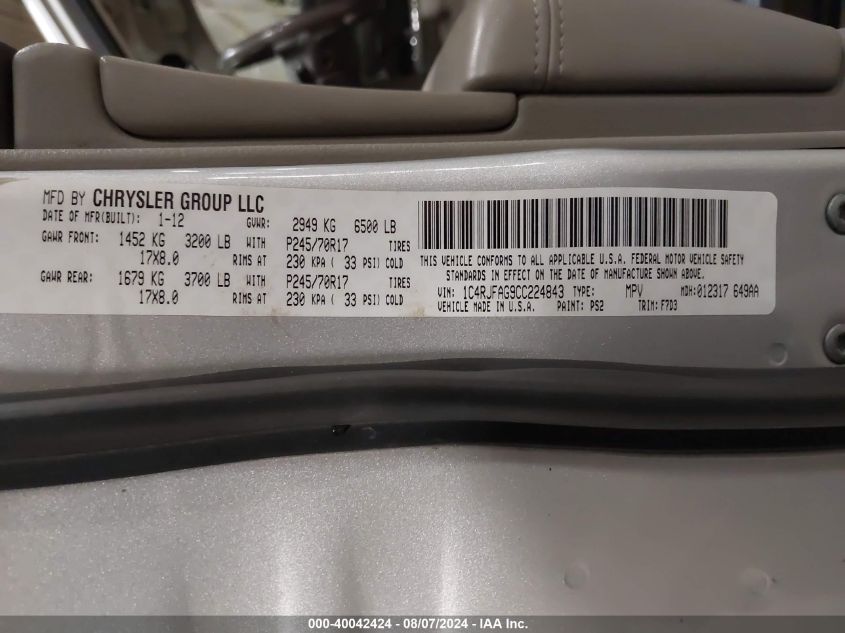 MFD BY CHRYSLER GROUP LLC
DATE OF MFR(BUILT): 1-12 GVWR: 2949 KG 6500 LB
GAWR FRONT: 1452 KG 3200 LB WITH P245/70R17 TIRES
17X8.0 RIMS AT 230 KPA ( 33 PSI) COLD
GAWR REAR: 1679 KG 3700 LB WITH P245/70R17 TIRES
17X8.0 RIMS AT 230 KPA ( 33 PSI) COLD
THIS VEHICLE CONFORMS TO ALL APPLICABLE U.S.A. FEDERAL MOTOR VEHICLE SAFETY
STANDARDS IN EFFECT ON THE DATE OF MANUFACTURE SHOWN ABOVE.
VIN: 1C4RJFAG9CC224843 TYPE: MPV MDH:012317 649AA
VEHICLE MADE IN U.S.A. PAINT: PS2 TRIM: F7D3
000-40042424 - 08/07/2024 - IAA Inc.